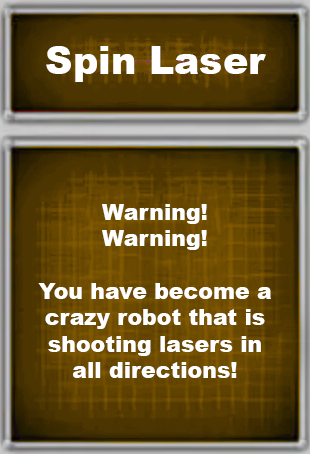 Spin Laser
Warning!
Warning!
You have become a
crazy robot that is
shooting lasers in
all directions!